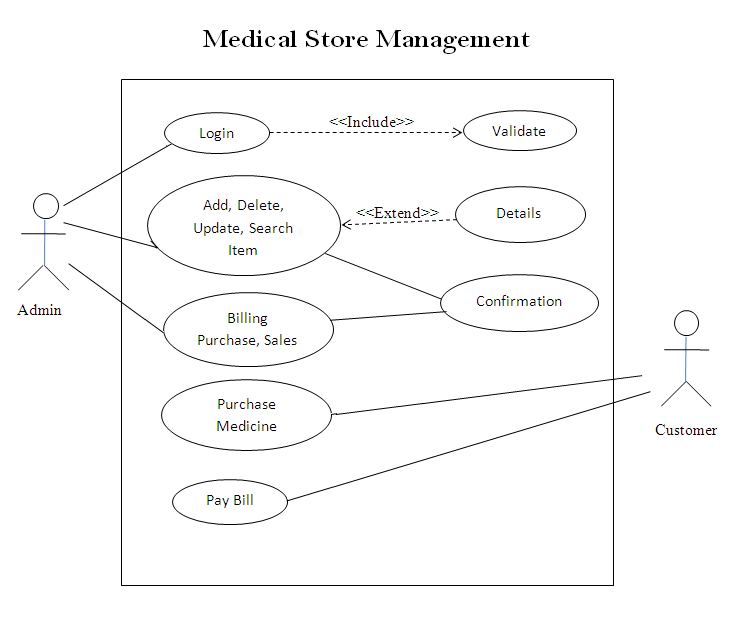 Medical Store Management
<<Include>>
Login
Validate
Add, Delete,
Update, Search
Item
<<Extend>>
Details
Admin
Billing
Purchase, Sales
Confirmation
Purchase
Medicine
Customer
Pay Bill